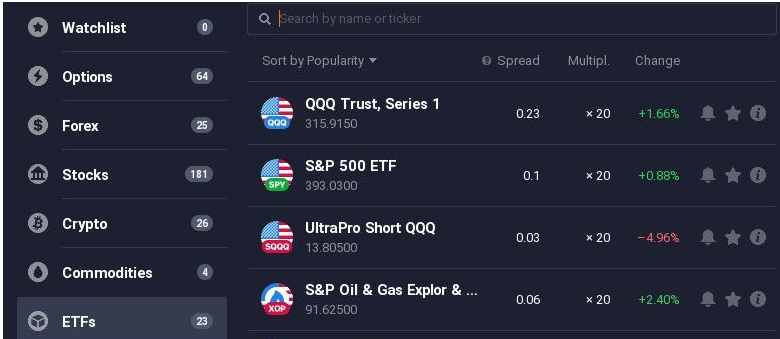 Watchlist 0
Options 64
Forex 25
Stocks 181
Crypto 26
Commodities 4
ETFs 23
Search by name or ticker
Sort by Popularity Spread Multipl. Change
QQQ Trust, Series 1
QQQ
315.9150
0.23 × 20 +1.66%
S&P 500 ETF
SPY
393.0300
0.1 × 20 +0.88%
UltraPro Short QQQ
SQQQ
13.80500
0.03 × 20 −4.96%
S&P Oil & Gas Explor & ...
XOP
91.62500
0.06 × 20 +2.40%